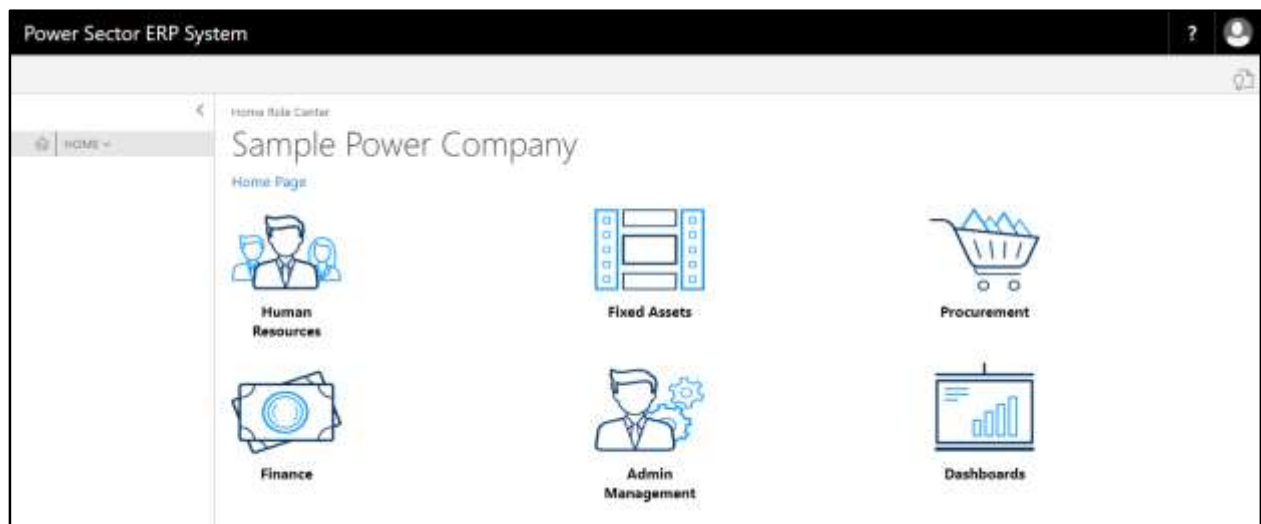 Power Sector ERP System
?
Home Role Center
HOME
Sample Power Company
Home Page
Human
Resources
Fixed Assets
Procurement
Finance
Admin
Management
Dashboards